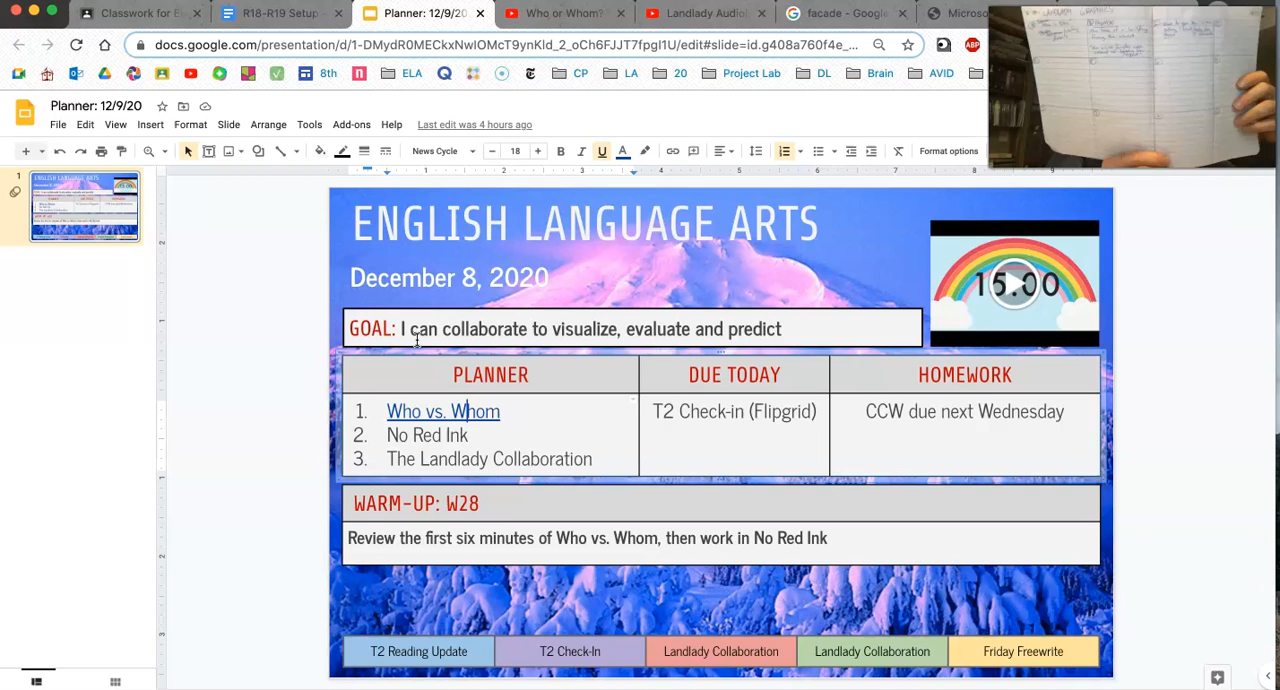 Classwork for E
R18-R19 Setup -
Planner: 12/9/20
Who or Whom?
Landlady Audiol
facade - Google
Microso
docs.google.com/presentation/d/1-DMydR0MECkxNwlOMcT9ynKld_2_oCh6FJJT7fpgI1U/edit#slide=id.g408a760f4e_...
ABP
8th
ELA
CP
LA
20
Project Lab
DL
Brain
AVID
Planner: 12/9/20
File Edit View Insert Format Slide Arrange Tools Add-ons Help Last edit was 4 hours ago
News Cycle
18
B I U A
Format options
1
ENGLISH LANGUAGE ARTS
December 8, 2020
15:00
GOAL: I can collaborate to visualize, evaluate and predict
PLANNER
DUE TODAY
HOMEWORK
1. Who vs. Whom
2. No Red Ink
3. The Landlady Collaboration
T2 Check-in (Flipgrid)
CCW due next Wednesday
WARM-UP: W28
Review the first six minutes of Who vs. Whom, then work in No Red Ink
T2 Reading Update
T2 Check-In
Landlady Collaboration
Landlady Collaboration
Friday Freewrite